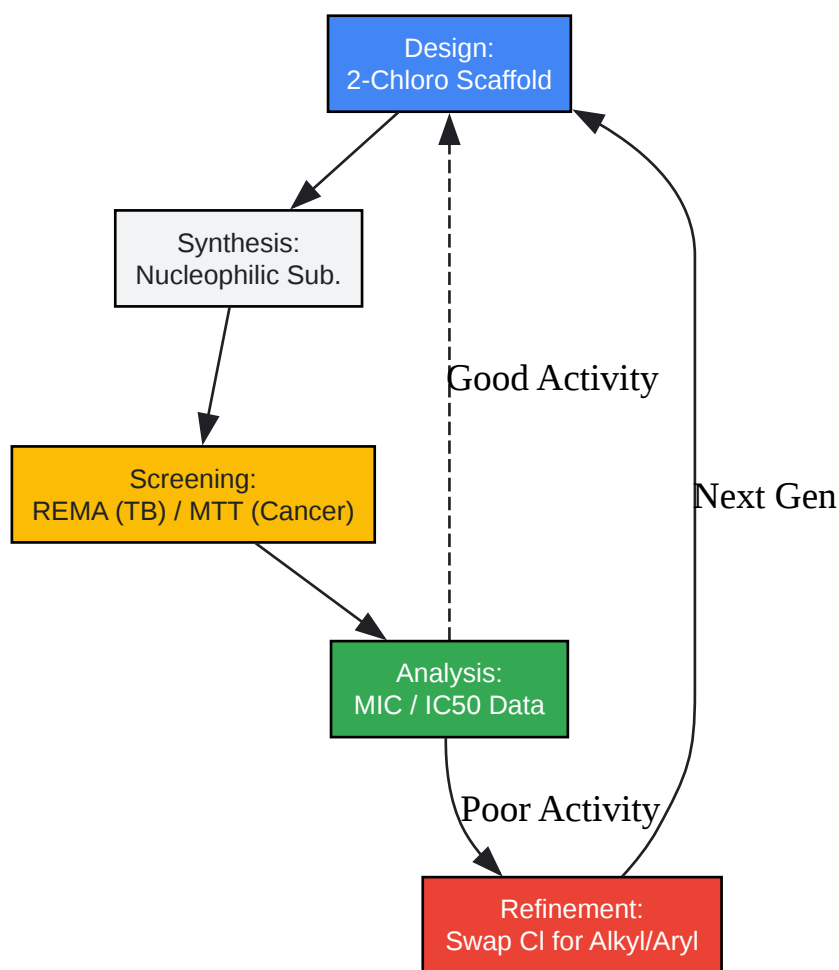 Design:
2-Chloro Scaffold
Synthesis:
Nucleophilic Sub.
Good Activity
Screening:
REMA (TB) / MTT (Cancer)
Next Gen
Analysis:
MIC / IC50 Data
Poor Activity
Refinement:
Swap Cl for Alkyl/Aryl